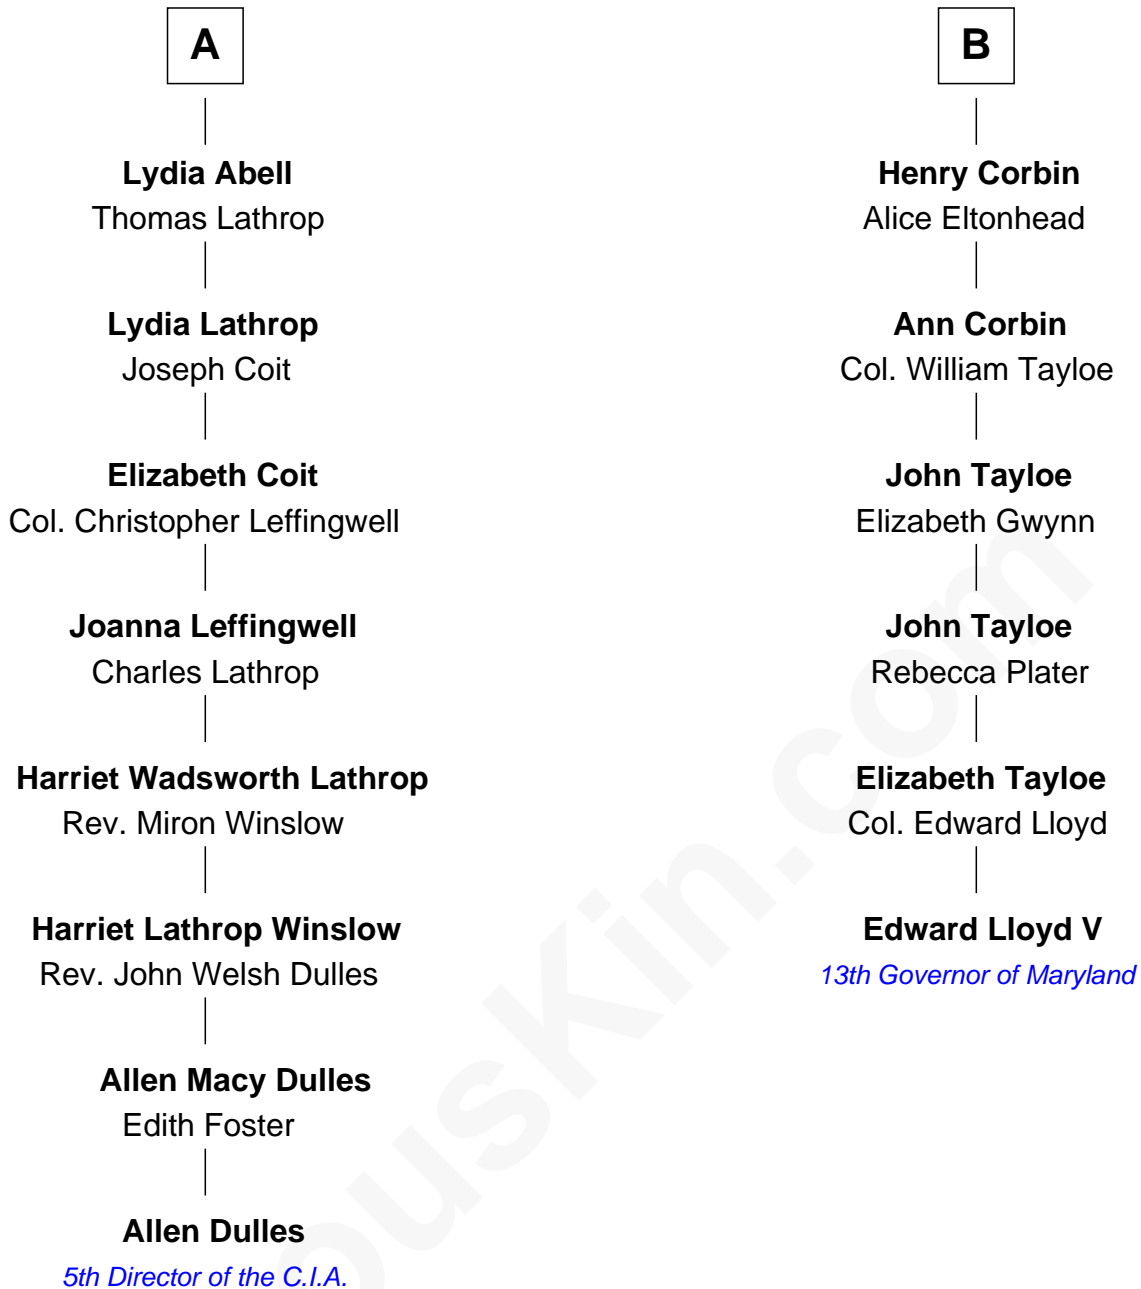 A
Lydia Abell
Thomas Lathrop
Lydia Lathrop
Joseph Coit
Elizabeth Coit
Col. Christopher Leffingwell
Joanna Leffingwell
Charles Lathrop
Harriet Wadsworth Lathrop
Rev. Miron Winslow
Harriet Lathrop Winslow
Rev. John Welsh Dulles
Allen Macy Dulles
Edith Foster
Allen Dulles
5th Director of the C.I.A.
B
Henry Corbin
Alice Eltonhead
Ann Corbin
Col. William Tayloe
John Tayloe
Elizabeth Gwynn
John Tayloe
Rebecca Plater
Elizabeth Tayloe
Col. Edward Lloyd
Edward Lloyd V
13th Governor of Maryland
ousKin.com